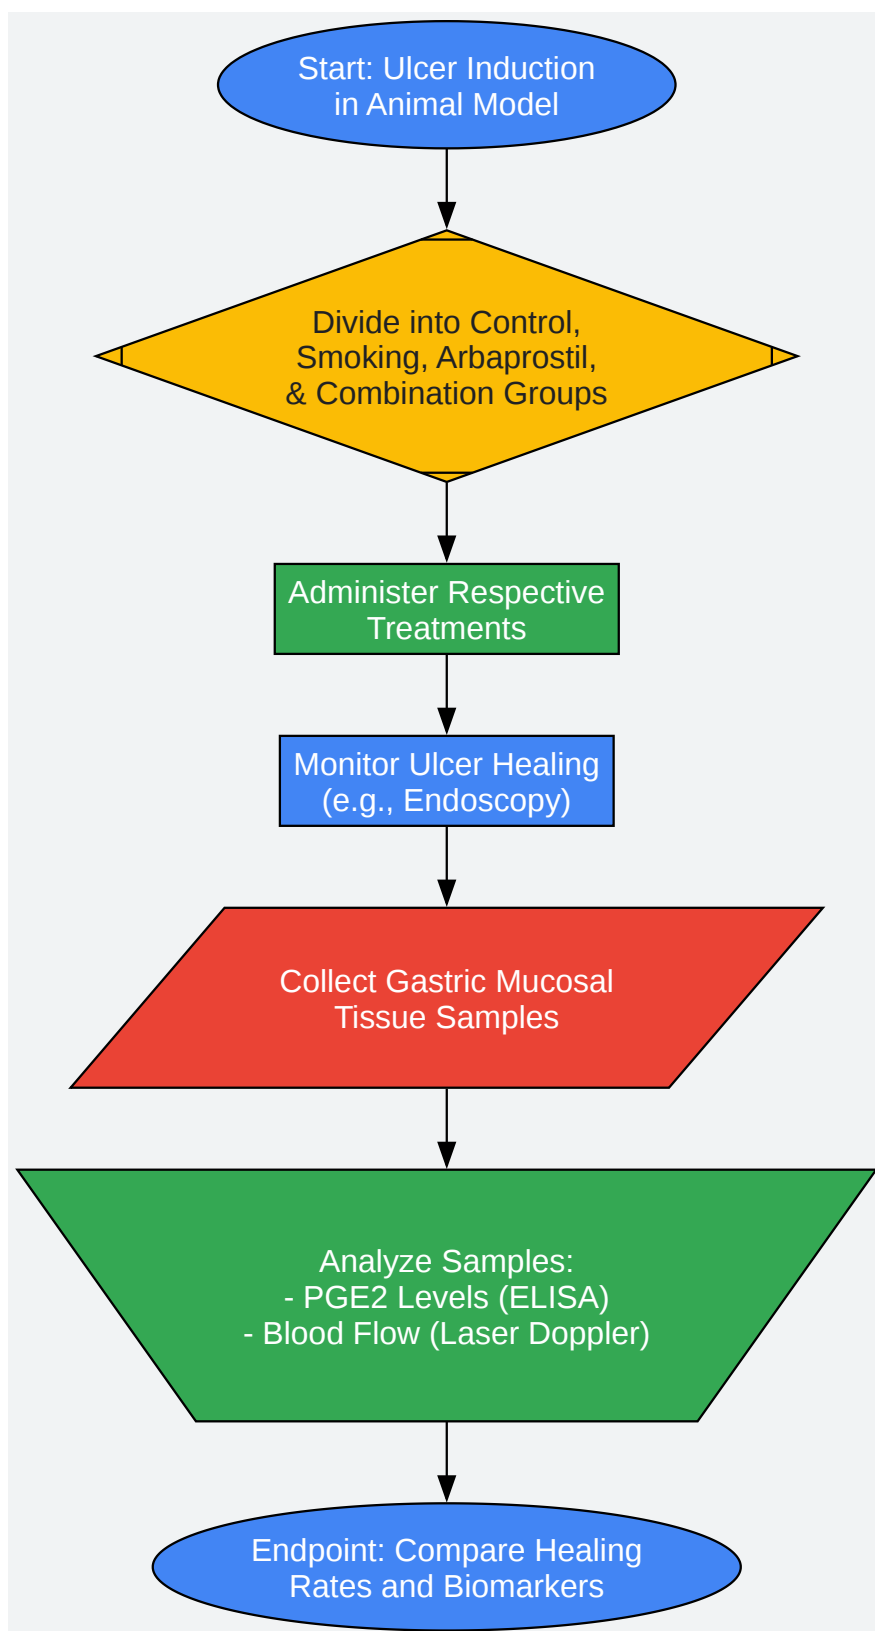 Start: Ulcer Induction
in Animal Model
Divide into Control,
Smoking, Arbaprostil,
& Combination Groups
Administer Respective
Treatments
Monitor Ulcer Healing
(e.g., Endoscopy)
Collect Gastric Mucosal
Tissue Samples
Analyze Samples:
- PGE2 Levels (ELISA)
- Blood Flow (Laser Doppler)
Endpoint: Compare Healing
Rates and Biomarkers